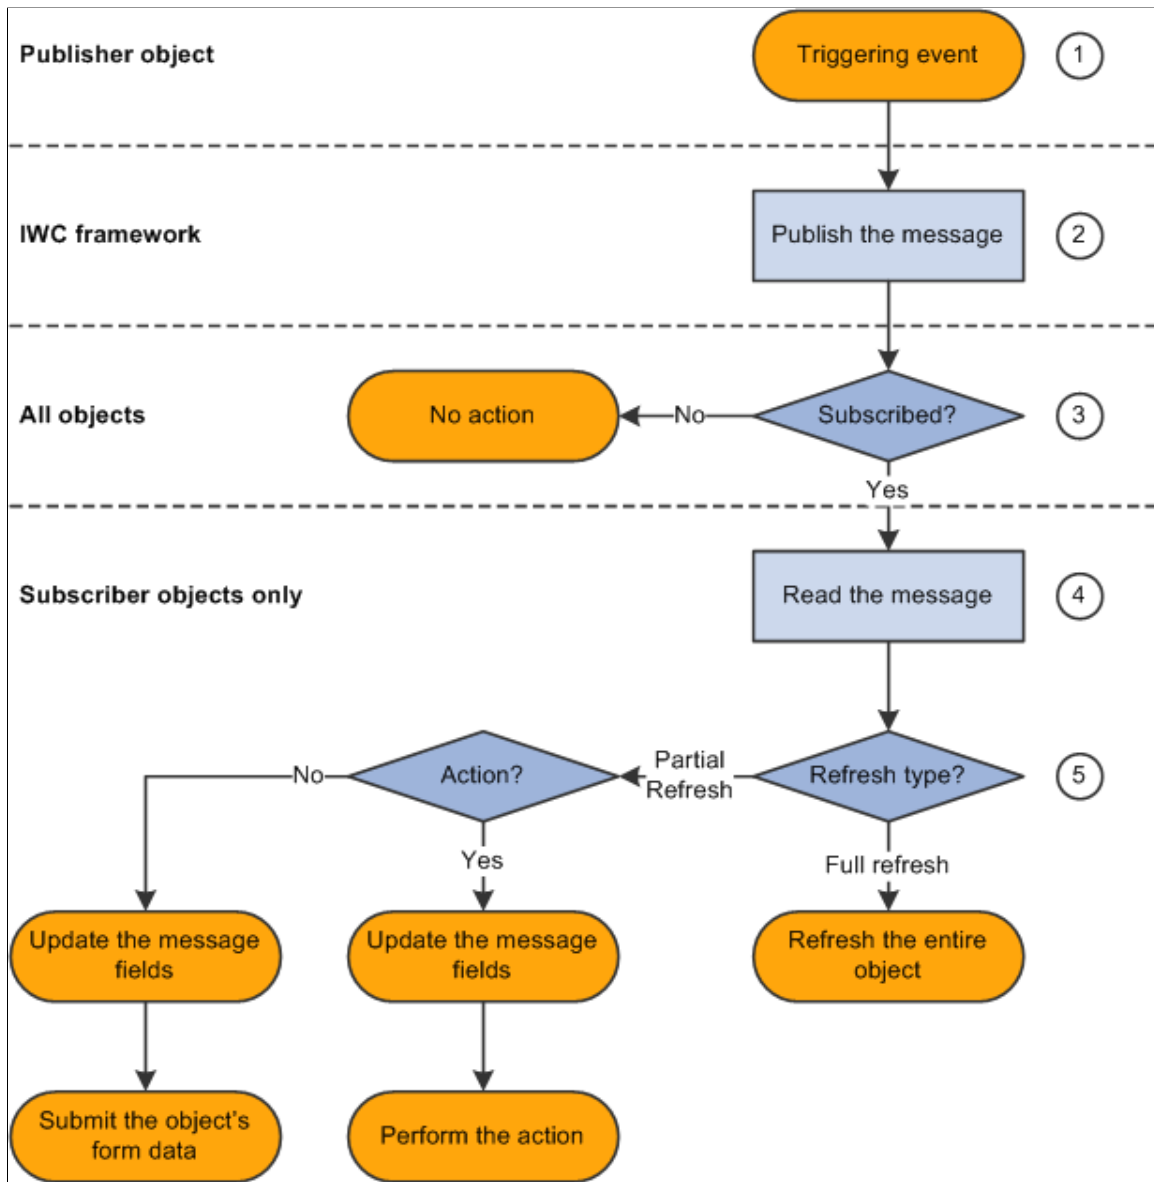 Publisher object
Triggering event
1
IWC framework
Publish the message
2
All objects
No action
No
Subscribed?
3
Yes
Subscriber objects only
Read the message
4
No
Action?
Partial
Refresh
Refresh type?
5
Yes
Full refresh
Update the message
fields
Update the message
fields
Refresh the entire
object
Submit the object's
form data
Perform the action